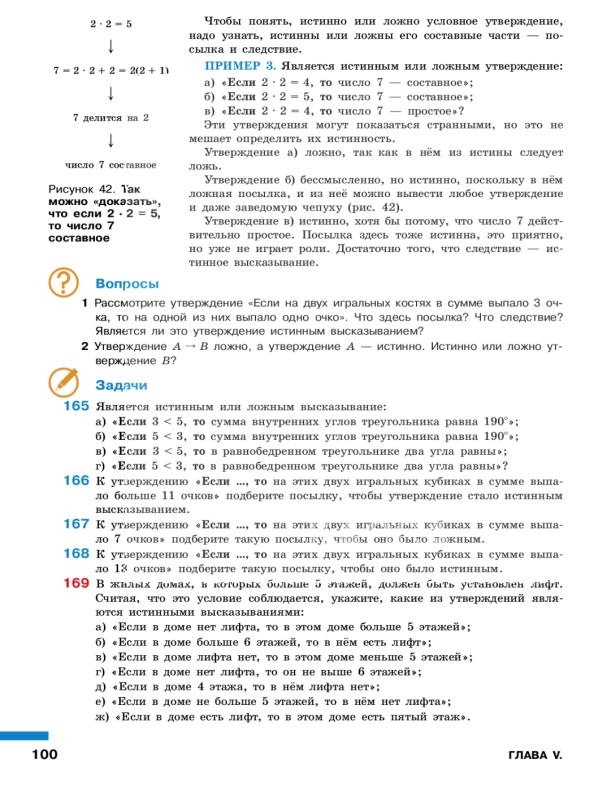 2 · 2 = 5
↓
7 = 2 · 2 + 2 = 2(2 + 1)
↓
7 делится на 2
↓
число 7 составное
Рисунок 42. Так
можно «доказать»,
что если 2 · 2 = 5,
то число 7
составное
Чтобы понять, истинно или ложно условное утверждение,
надо узнать, истинны или ложны его составные части — по-
сылка и следствие.
ПРИМЕР 3. Является истинным или ложным утверждение:
а) «Если 2 · 2 = 4, то число 7 — составное»;
б) «Если 2 · 2 = 5, то число 7 — составное»;
в) «Если 2 · 2 = 4, то число 7 — простое»?
Эти утверждения могут показаться странными, но это не
мешает определить их истинность.
Утверждение а) ложно, так как в нём из истины следует
ложь.
Утверждение б) бессмысленно, но истинно, поскольку в нём
ложная посылка, и из неё можно вывести любое утверждение
и даже заведомую чепуху (рис. 42).
Утверждение в) истинно, хотя бы потому, что число 7 дейст-
вительно простое. Посылка здесь тоже истинна, это приятно,
но уже не играет роли. Достаточно того, что следствие — ис-
тинное высказывание.
Вопросы
1 Рассмотрите утверждение «Если на двух игральных костях в сумме выпало 3 оч-
ка, то на одной из них выпало одно очко». Что здесь посылка? Что следствие?
Является ли это утверждение истинным высказыванием?
2 Утверждение A → B ложно, а утверждение A — истинно. Истинно или ложно ут-
верждение B?
Задачи
165 Является истинным или ложным высказывание:
а) «Если 3 < 5, то сумма внутренних углов треугольника равна 190°»;
б) «Если 5 < 3, то сумма внутренних углов треугольника равна 190°»;
в) «Если 3 < 5, то в равнобедренном треугольнике два угла равны»;
г) «Если 5 < 3, то в равнобедренном треугольнике два угла равны»?
166 К утверждению «Если ..., то на этих двух игральных кубиках в сумме выпа-
ло больше 11 очков» подберите посылку, чтобы утверждение стало истинным
высказыванием.
167 К утверждению «Если ..., то на этих двух игральных кубиках в сумме выпа-
ло 7 очков» подберите такую посылку, чтобы оно было ложным.
168 К утверждению «Если ..., то на этих двух игральных кубиках в сумме выпа-
ло 13 очков» подберите такую посылку, чтобы оно было истинным.
169 В жилых домах, в которых больше 5 этажей, должен быть установлен лифт.
Считая, что это условие соблюдается, укажите, какие из утверждений явля-
ются истинными высказываниями:
а) «Если в доме нет лифта, то в этом доме больше 5 этажей»;
б) «Если в доме больше 6 этажей, то в нём есть лифт»;
в) «Если в доме лифта нет, то в этом доме меньше 5 этажей»;
г) «Если в доме нет лифта, то он не выше 6 этажей»;
д) «Если в доме 4 этажа, то в нём лифта нет»;
е) «Если в доме не больше 5 этажей, то в нём нет лифта»;
ж) «Если в доме есть лифт, то в этом доме есть пятый этаж».
100
ГЛАВА V.